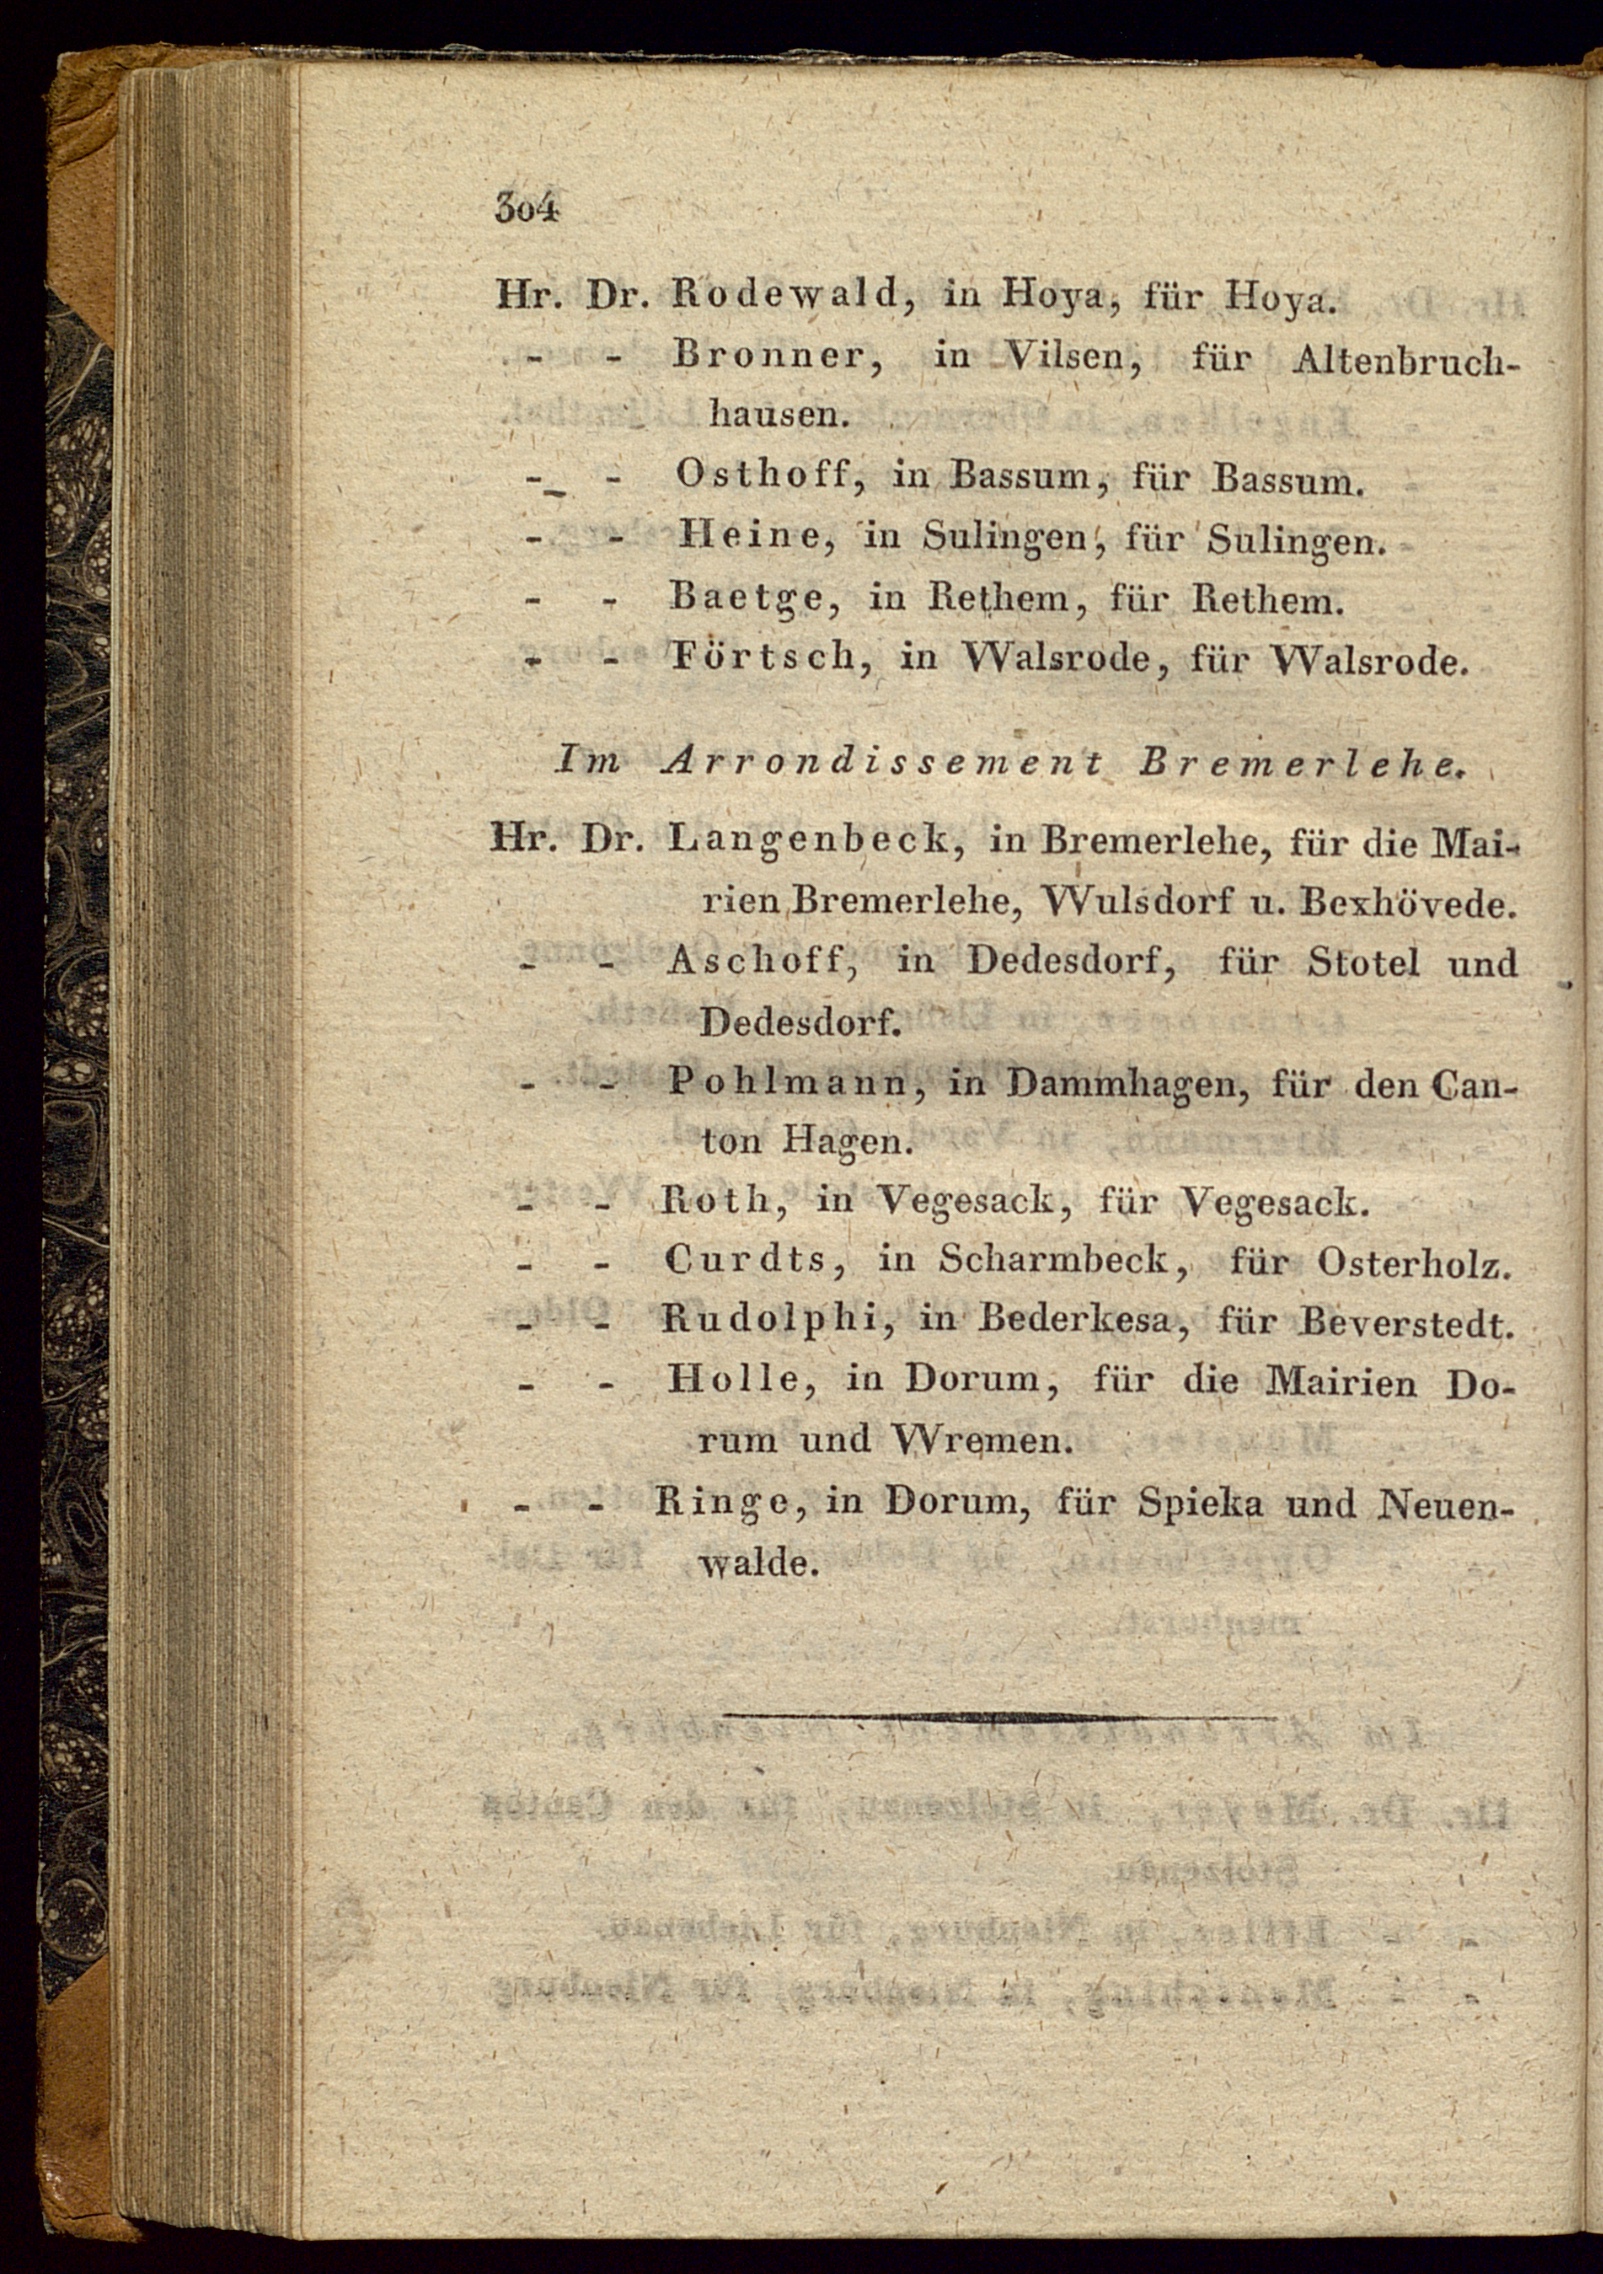 304
Hr. Dr. Rodewald, in Hoya, für Hoya.
- - Bronner, in Vilsen, für Altenbruch-
hausen.
- - Osthoff, in Bassum, für Bassum.
- - Heine, in Sulingen, für Sulingen.
- - Baetge, in Rethem, für Rethem.
- - Förtsch, in Walsrode, für Walsrode.
Im Arrondissement Bremerlehe.
Hr. Dr. Langenbeck, in Bremerlehe, für die Mai-
rien Bremerlehe, Wulsdorf u. Bexhövede.
- - Aschoff, in Dedesdorf, für Stotel und
Dedesdorf.
- - Pohlmann, in Dammhagen, für den Can-
ton Hagen.
- - Roth, in Vegesack, für Vegesack.
- - Curdts, in Scharmbeck, für Osterholz.
- - Rudolphi, in Bederkesa, für Beverstedt.
- - Holle, in Dorum, für die Mairien Do-
rum und Wremen.
- - Ringe, in Dorum, für Spieka und Neuen-
walde.